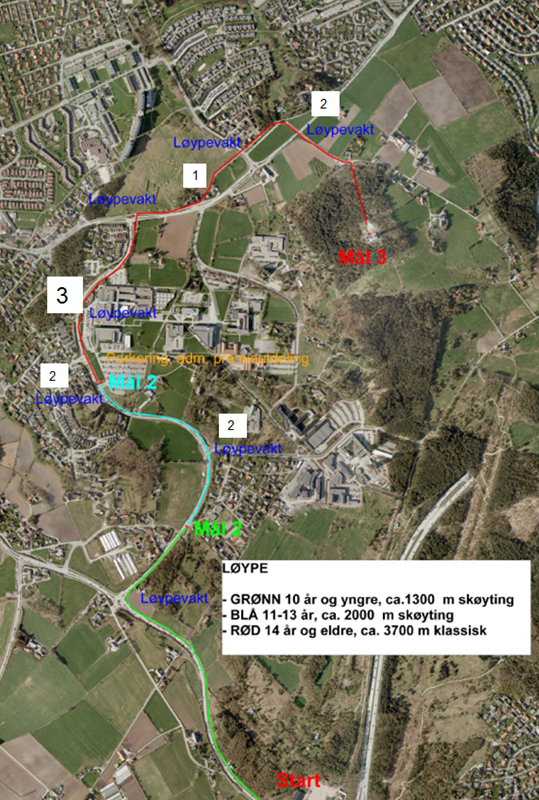 2
Løypevakt
Løypevakt
1
Løypevakt
Mål 3
3
Løypevakt
Parkering, adm, premieutdeling
2
Mål 2
Løypevakt
2
Løypevakt
Mål 2
LØYPE
- GRØNN 10 år og yngre, ca.1300 m skøyting
- BLÅ 11-13 år, ca. 2000 m skøyting
- RØD 14 år og eldre, ca. 3700 m klassisk
Løypevakt
Start